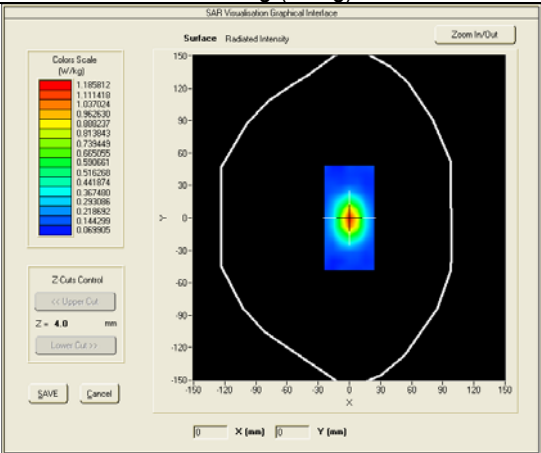 SAR Visualisation Graphical Interface
Surface Radiated Intensity
Zoom In/Out
Colors Scale
(W/kg)
1.185812
1.111418
1.037024
0.962630
0.888237
0.813843
0.739449
0.665055
0.590661
0.516268
0.441874
0.367480
0.293086
0.218692
0.144299
0.069905
Z-Cuts Control
<< Upper Cut
Z = 4.0 mm
Lower Cut >>
SAVE
Cancel
150-
120-
90-
60-
30-
0-
-30-
-60-
-90-
-120-
-150-
Y
-150 -120 -90 -60 -30 0 30 60 90 120 150
X
0 X (mm) 0 Y (mm)